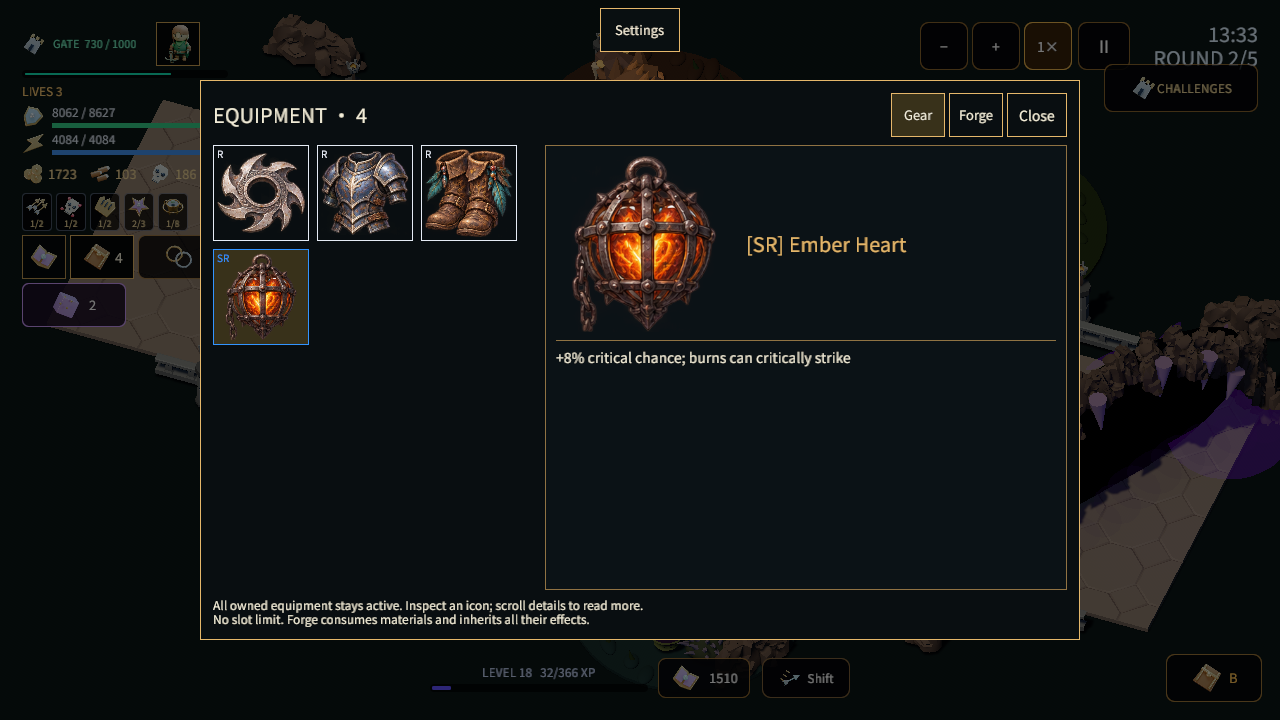 Settings
GATE 730 / 1000
LIVES 3
8062 / 8627
4084 / 4084
1723 103 186
1/2 1/2 1/2 2/3 1/8
4
2
− + 1× II
13:33
ROUND 2/5
CHALLENGES
EQUIPMENT • 4
Gear Forge Close
R R R
SR
[SR] Ember Heart
+8% critical chance; burns can critically strike
All owned equipment stays active. Inspect an icon; scroll details to read more.
No slot limit. Forge consumes materials and inherits all their effects.
LEVEL 18 32/366 XP
1510
Shift
B